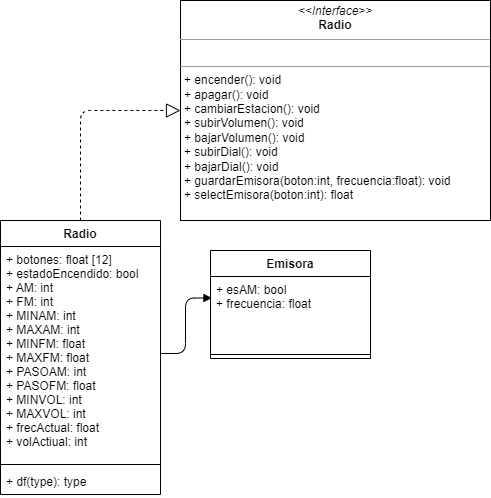 <<Interface>>
Radio
+ encender(): void
+ apagar(): void
+ cambiarEstacion(): void
+ subirVolumen(): void
+ bajarVolumen(): void
+ subirDial(): void
+ bajarDial(): void
+ guardarEmisora(boton:int, frecuencia:float): void
+ selectEmisora(boton:int): float
Radio
+ botones: float [12]
+ estadoEncendido: bool
+ AM: int
+ FM: int
+ MINAM: int
+ MAXAM: int
+ MINFM: float
+ MAXFM: float
+ PASOAM: int
+ PASOFM: float
+ MINVOL: int
+ MAXVOL: int
+ frecActual: float
+ volActiual: int
+ df(type): type
Emisora
+ esAM: bool
+ frecuencia: float